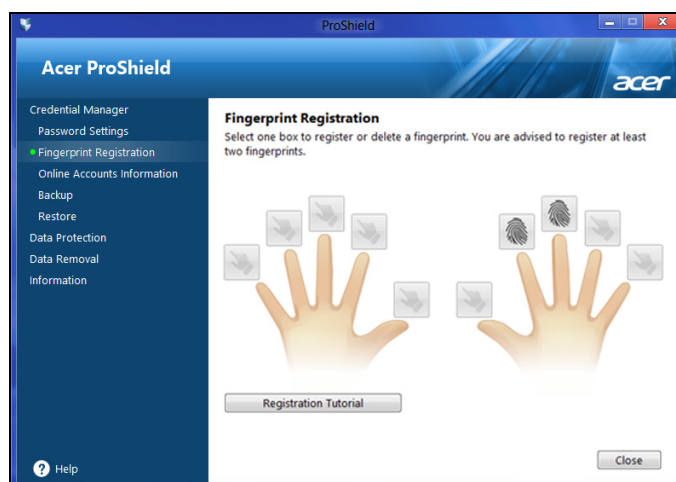 ProShield
Acer ProShield
acer
Credential Manager
Password Settings
Fingerprint Registration
Online Accounts Information
Backup
Restore
Data Protection
Data Removal
Information
Help
Fingerprint Registration
Select one box to register or delete a fingerprint. You are advised to register at least
two fingerprints.
Registration Tutorial
Close